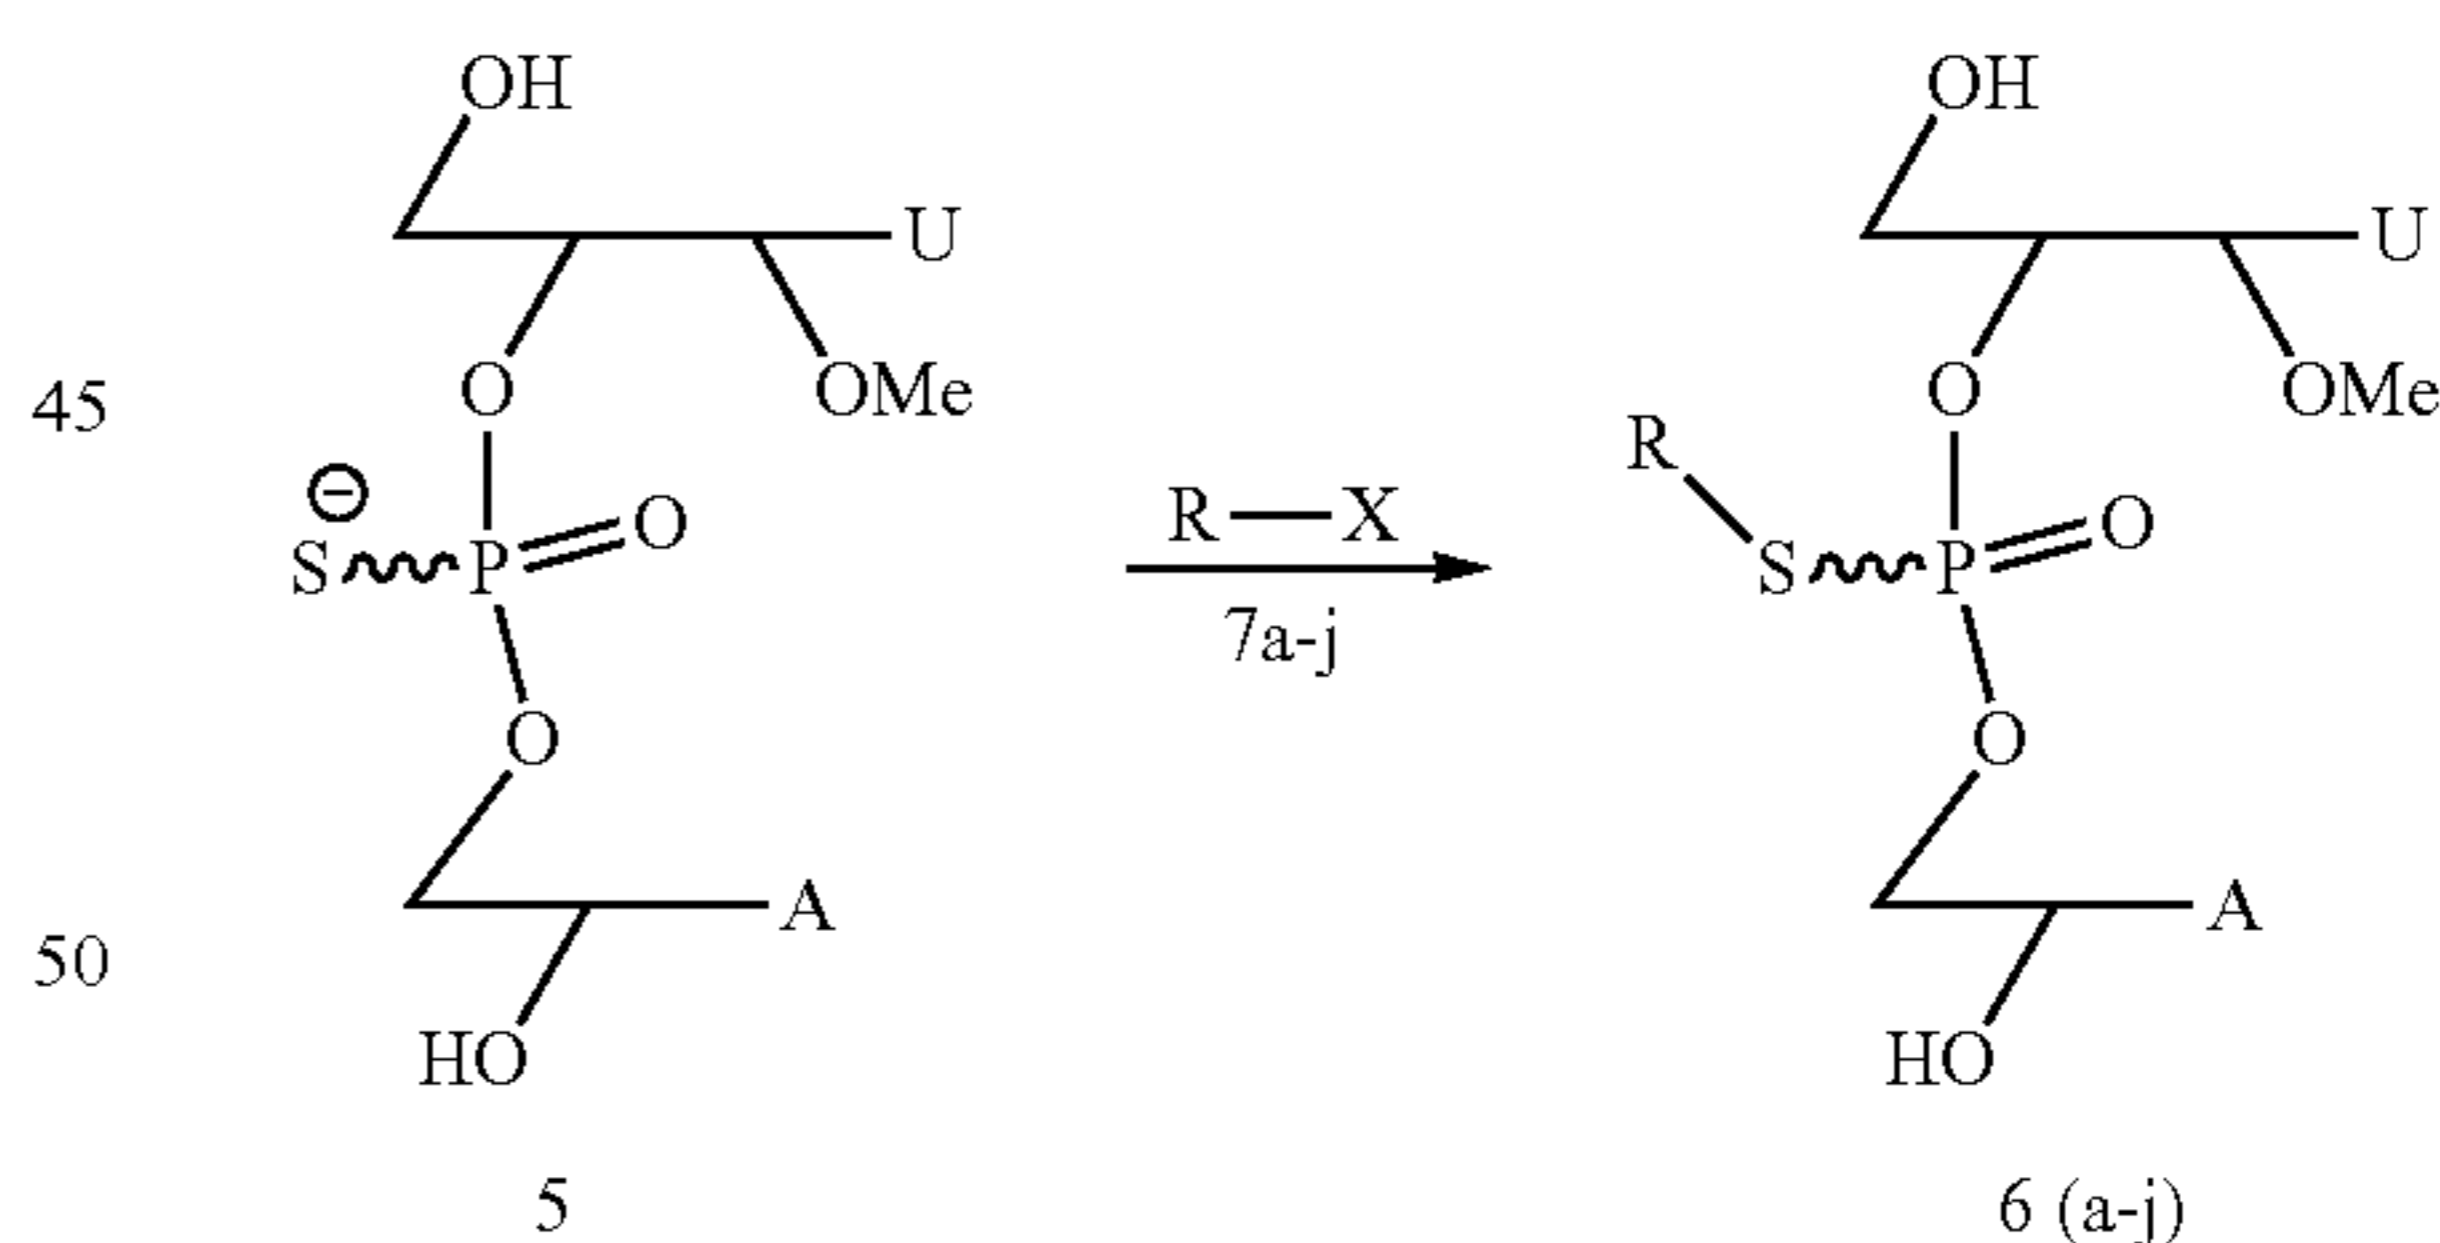 OH OH
U U
45 O OMe R O OMe
⊖ R—X
S P O S P O
7a-j
O O
A A
50
HO HO
5 6 (a-j)